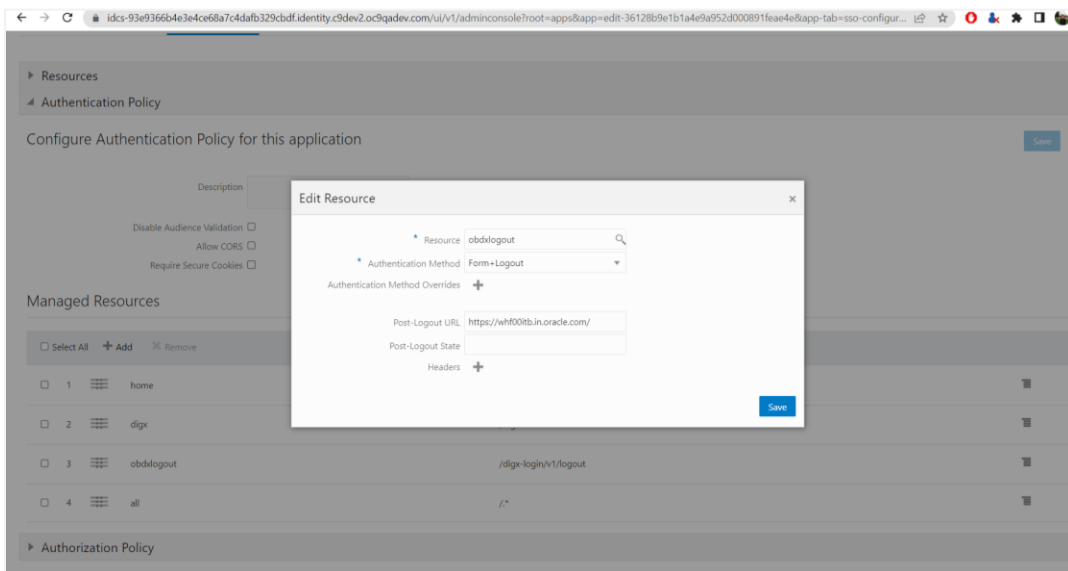 idcs-93e9366b4e3e4ce68a7c4dafb329cbdf.identity.c9dev2.oc9qadev.com/ui/v1/adminconsole?root=apps&app=edit-36128b9e1b1a4e9a952d000891feae4e&app-tab=sso-configur...
Resources
Authentication Policy
Configure Authentication Policy for this application
Save
Description
Disable Audience Validation
Allow CORS
Require Secure Cookies
Managed Resources
Select All Add Remove
1 home
2 digx
3 obdxlogout /digx-login/v1/logout
4 all /.*
Authorization Policy
Edit Resource
* Resource obdxlogout
* Authentication Method Form+Logout
Authentication Method Overrides
Post-Logout URL https://whf00itb.in.oracle.com/
Post-Logout State
Headers
Save